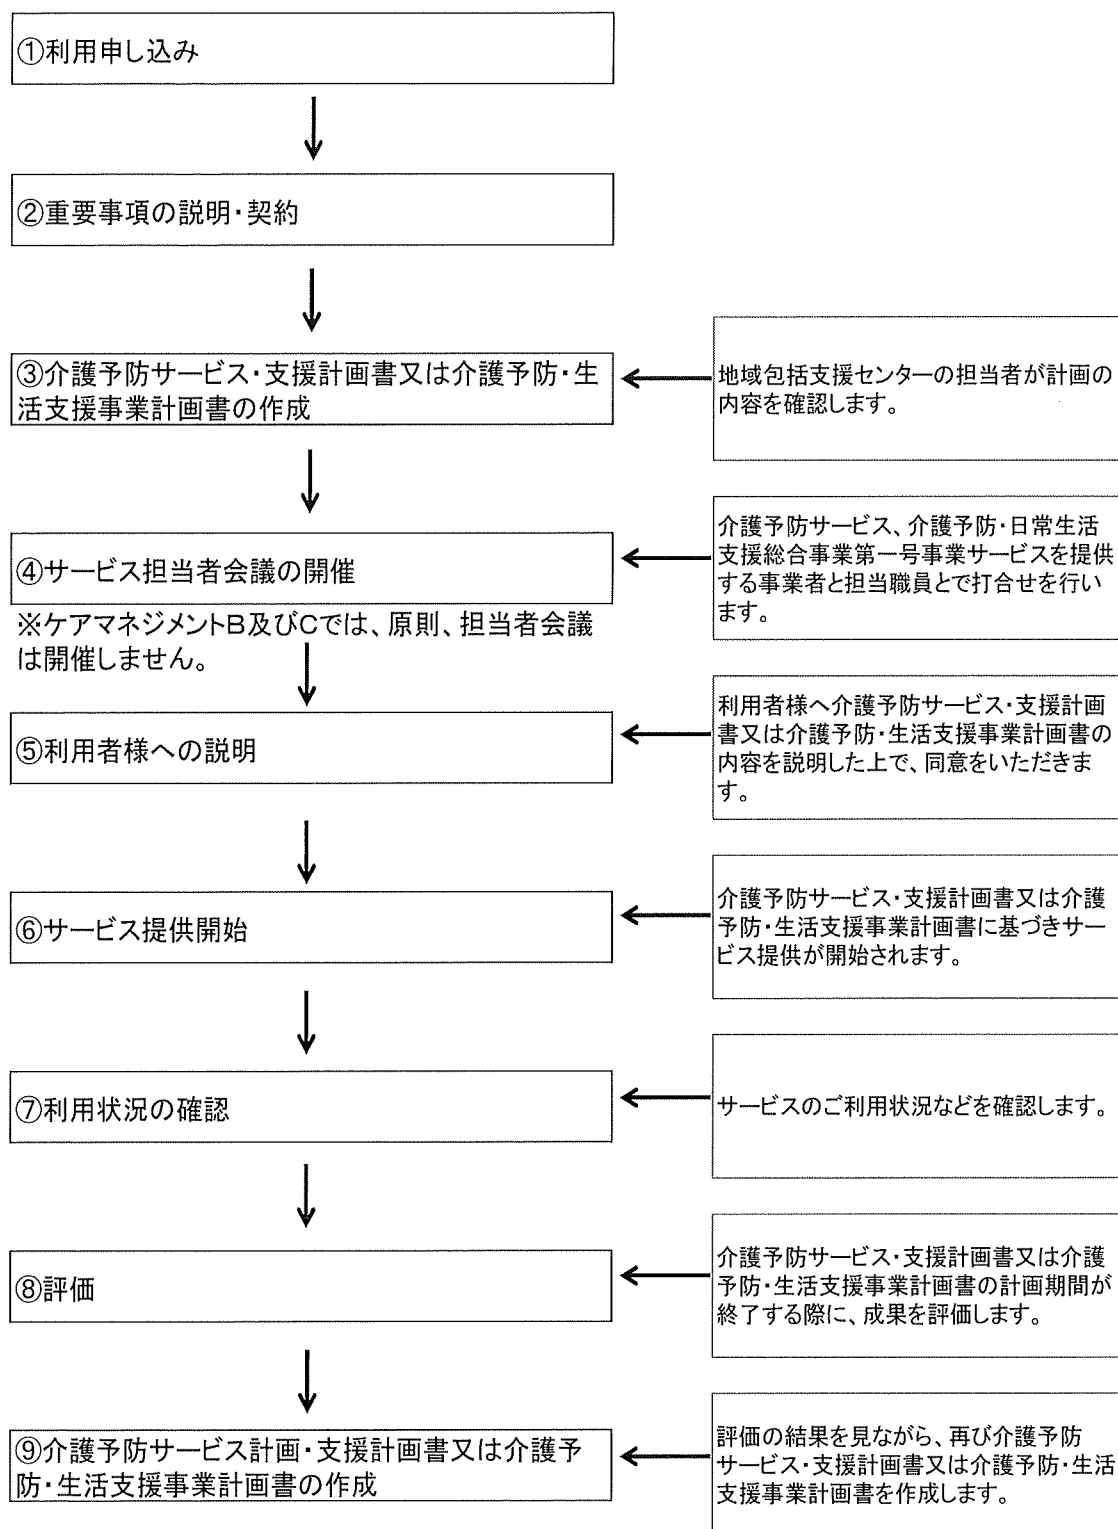 ①利用申し込み
②重要事項の説明・契約
③介護予防サービス・支援計画書又は介護予防・生
活支援事業計画書の作成
地域包括支援センターの担当者が計画の
内容を確認します。
④サービス担当者会議の開催
※ケアマネジメントB及びCでは、原則、担当者会議
は開催しません。
介護予防サービス、介護予防・日常生活
支援総合事業第一号事業サービスを提供
する事業者と担当職員とで打合せを行い
ます。
⑤利用者様への説明
利用者様へ介護予防サービス・支援計画
書又は介護予防・生活支援事業計画書の
内容を説明した上で、同意をいただきま
す。
⑥サービス提供開始
介護予防サービス・支援計画書又は介護
予防・生活支援事業計画書に基づきサー
ビス提供が開始されます。
⑦利用状況の確認
サービスのご利用状況などを確認します。
⑧評価
介護予防サービス・支援計画書又は介護
予防・生活支援事業計画書の計画期間が
終了する際に、成果を評価します。
⑨介護予防サービス計画・支援計画書又は介護予
防・生活支援事業計画書の作成
評価の結果を見ながら、再び介護予防
サービス・支援計画書又は介護予防・生活
支援事業計画書を作成します。